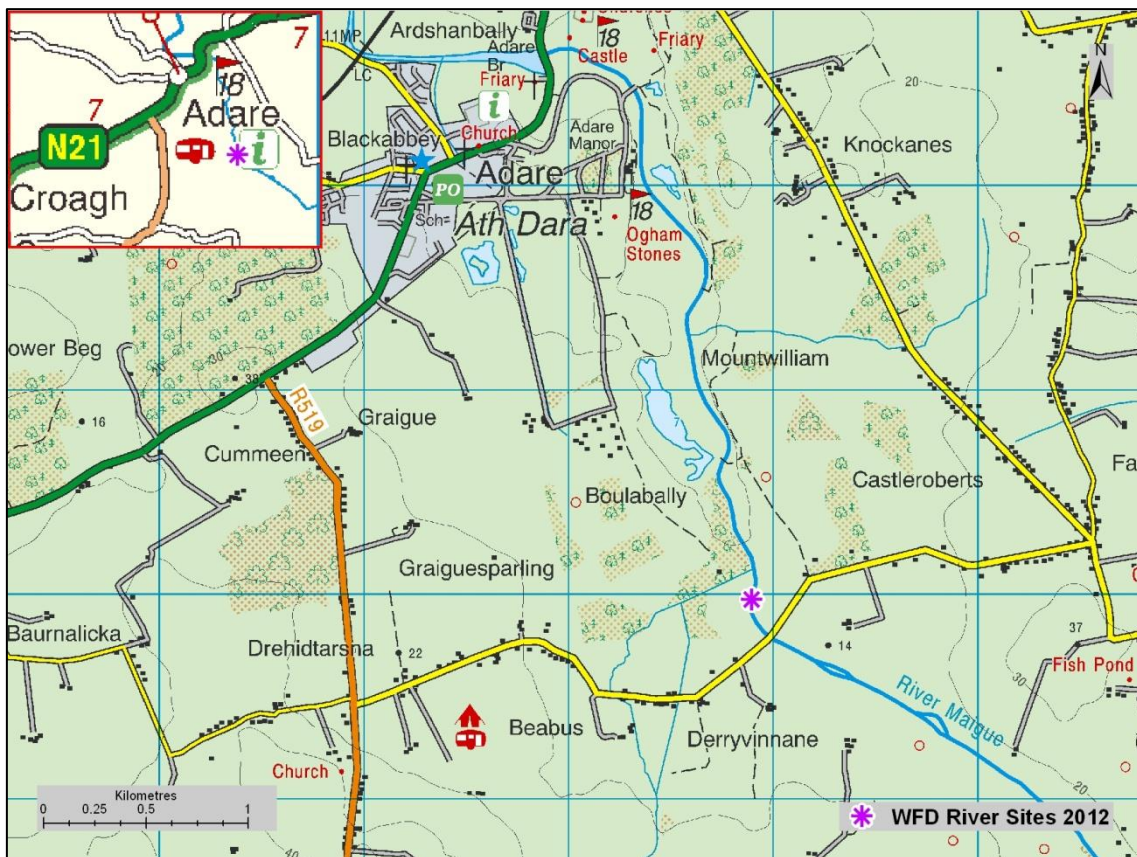 7
18
7
Adare
N21
i
Croagh
11MP
LC
Ardshanbally
Adare
Br
Friary
i
18
Castle
Friary
N
20
Blackabbey
Church
Adare
Manor
Knockanes
PO
Adare
Sch
Ath Dara
18
Ogham
Stones
ower Beg
30
38
16
R519
Graigue
Cummeen
Mountwilliam
Boulabally
Castleroberts
Fa
Graiguesparling
Baurnalicka
Drehidtarsna
22
14
37
Fish Pond
30
River Maigue
Beabus
Derryvinnane
Church
20
Kilometres
0 0.25 0.5 1
WFD River Sites 2012
40